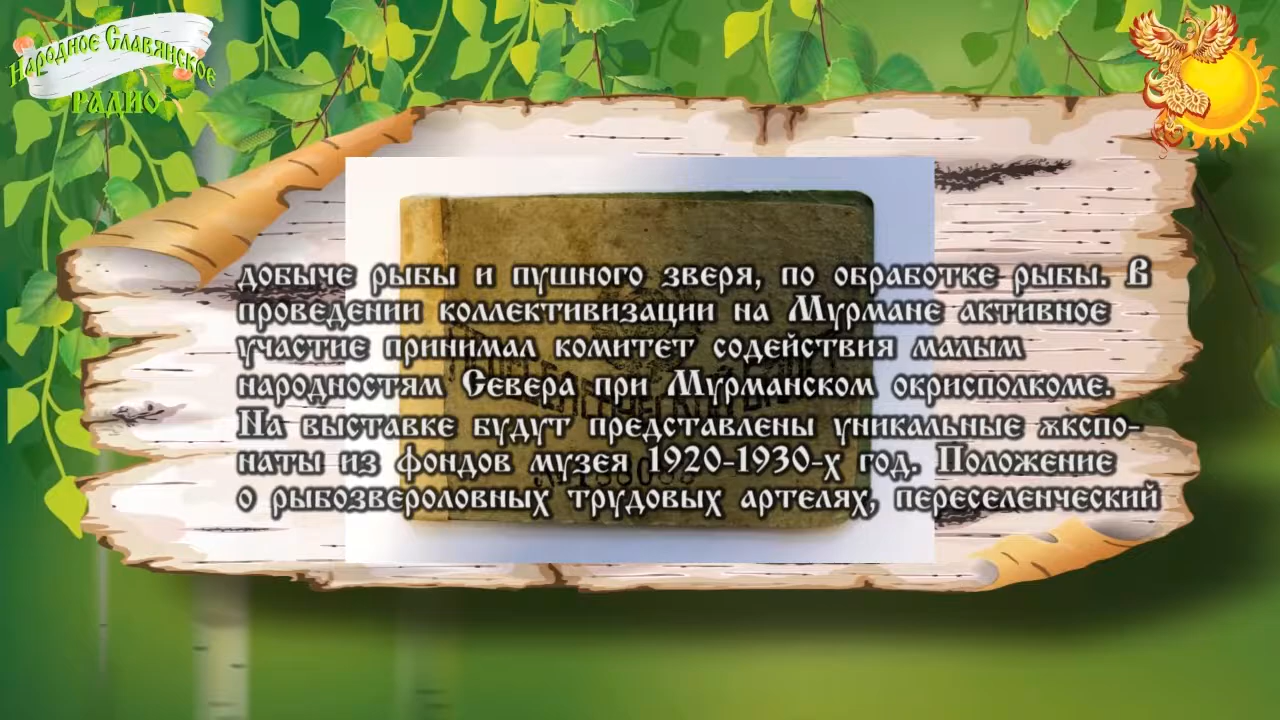 Народное Славянское
РАДИО
добыче рыбы и пушного зверя, по обработке рыбы. В
проведении коллективизации на Мурмане активное
участие принимал комитет содействия малым
народностям Севера при Мурманском окрисполкоме.
На выставке будут представлены уникальные экспо-
наты из фондов музея 1920-1930-х год. Положение
о рыбозвероловных трудовых артелях, переселенческий